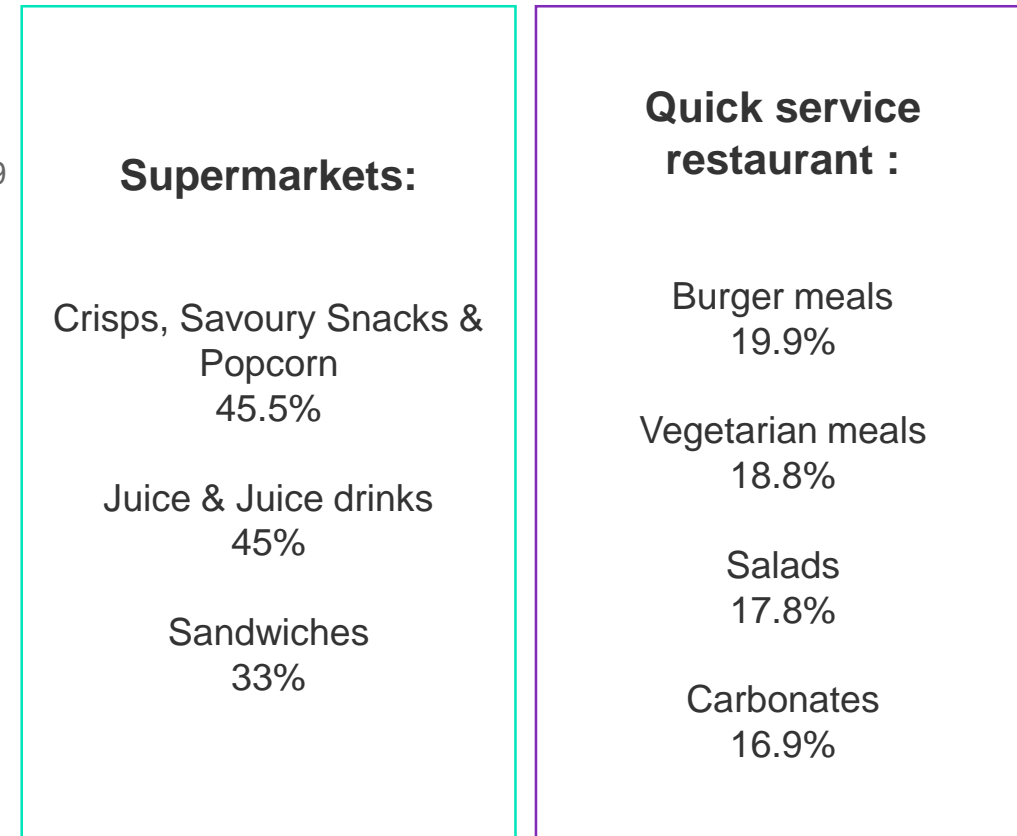 9
Supermarkets:
Crisps, Savoury Snacks &
Popcorn
45.5%
Juice & Juice drinks
45%
Sandwiches
33%
Quick service
restaurant :
Burger meals
19.9%
Vegetarian meals
18.8%
Salads
17.8%
Carbonates
16.9%